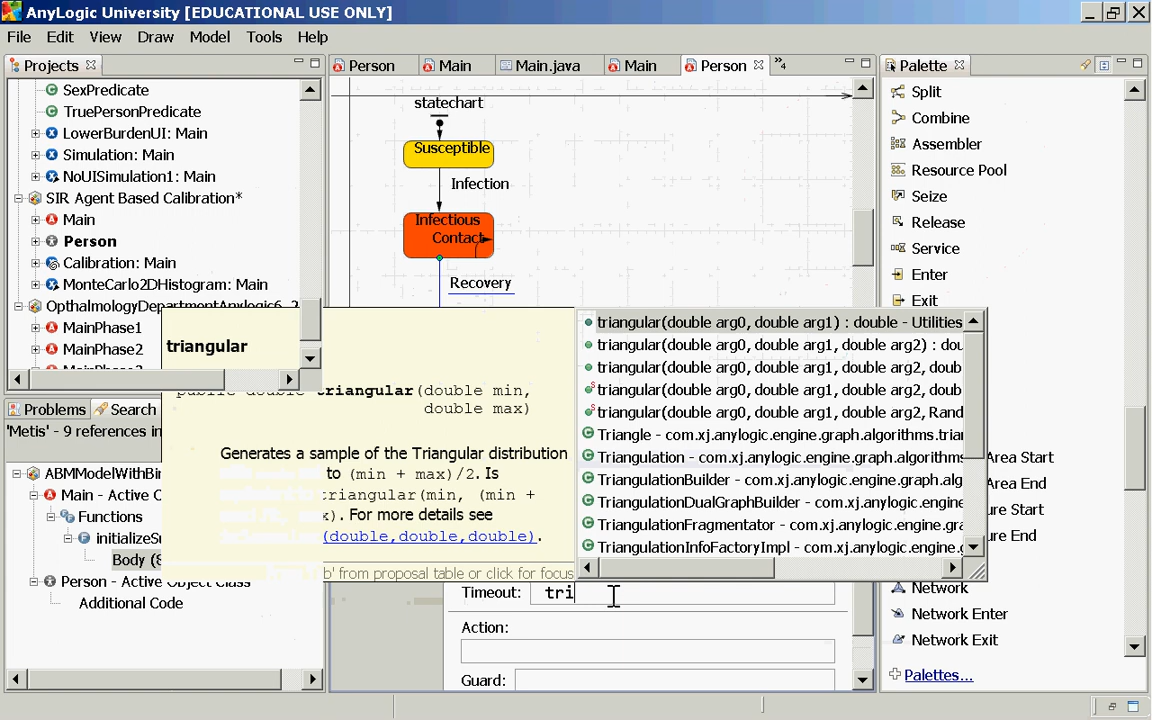 AnyLogic University [EDUCATIONAL USE ONLY]
File Edit View Draw Model Tools Help
Projects
SexPredicate
TruePersonPredicate
LowerBurdenUI: Main
Simulation: Main
NoUISimulation1: Main
SIR Agent Based Calibration*
Main
Person
Calibration: Main
MonteCarlo2DHistogram: Main
OpthalmologyDepartmentAnylogic6_2
MainPhase1
MainPhase2
Problems Search
'Metis' - 9 references in
ABMModelWithBir
Main - Active C
Functions
initializeSu
Body (8
Person - Active Object Class
Additional Code
Person Main Main.java Main Person 4
statechart
Susceptible
Infection
Infectious
Contact
Recovery
triangular
double triangular(double min,
double max)
Generates a sample of the Triangular distribution
to (min + max)/2. Is
triangular(min, (min +
x). For more details see
(double,double,double).
b' from proposal table or click for focus
triangular(double arg0, double arg1) : double - Utilities
triangular(double arg0, double arg1, double arg2) : dou
triangular(double arg0, double arg1, double arg2, doub
triangular(double arg0, double arg1, double arg2, doub
triangular(double arg0, double arg1, double arg2, Rand
Triangle - com.xj.anylogic.engine.graph.algorithms.trian
Triangulation - com.xj.anylogic.engine.graph.algorithms
TriangulationBuilder - com.xj.anylogic.engine.graph.alg
TriangulationDualGraphBuilder - com.xj.anylogic.engine
TriangulationFragmentator - com.xj.anylogic.engine.gra
TriangulationInfoFactoryImpl - com.xj.anylogic.engine.g
Timeout: tri
Action:
Guard:
Palette
Split
Combine
Assembler
Resource Pool
Seize
Release
Service
Enter
Exit
Area Start
Area End
ure Start
re End
Network
Network Enter
Network Exit
Palettes...